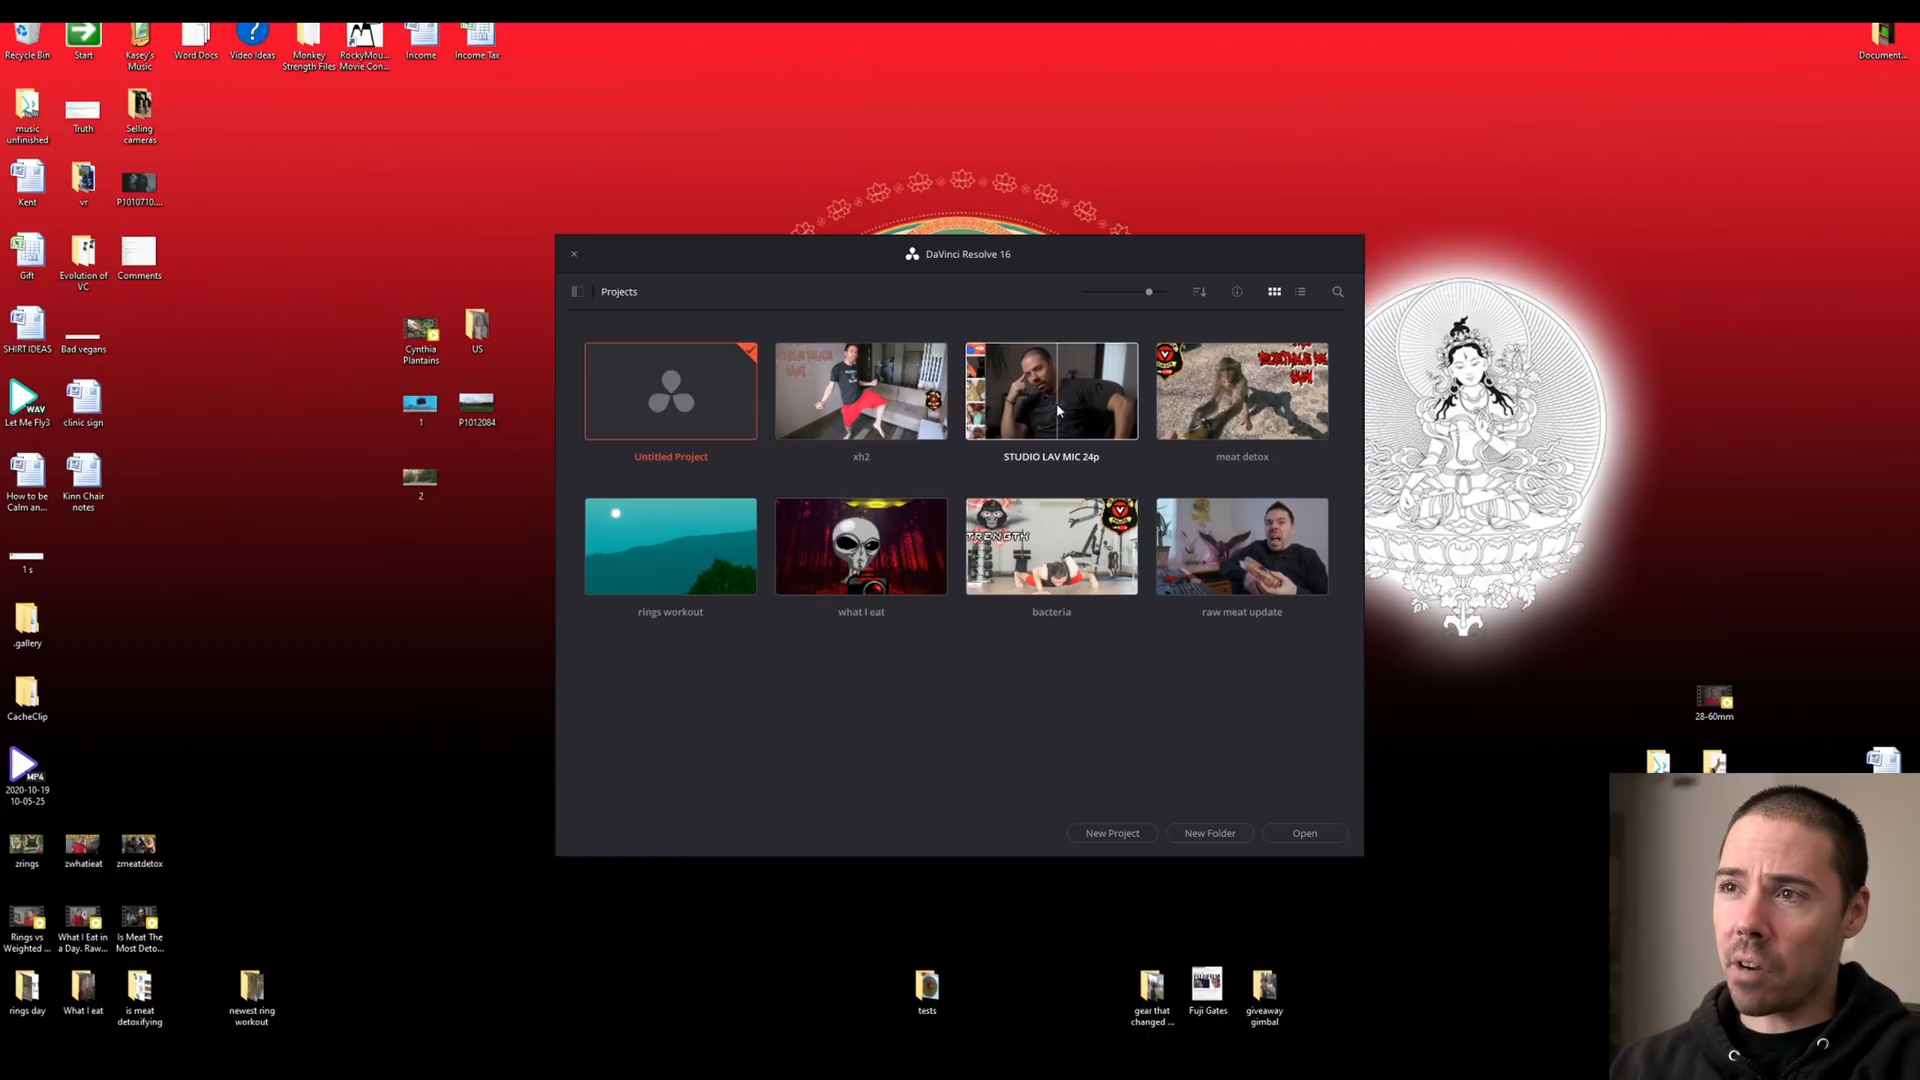 Recycle Bin
Start
Kasey's
Music
Word Docs
Video Ideas
Monkey
Strength Files
RockyMou...
Movie Con...
Income
Income Tax
Document...
music
unfinished
Truth
Selling
cameras
Kent
vr
P1010710....
Gift
Evolution of
VC
Comments
SHIRT IDEAS
Bad vegans
Cynthia
Plantains
US
WAV
Let Me Fly3
clinic sign
1
P1012084
How to be
Calm an...
Kinn Chair
notes
2
1 s
.gallery
CacheClip
MP4
2020-10-19
10-05-25
zrings
zwhatieat
zmeatdetox
Rings vs
Weighted ...
What I Eat in
a Day. Raw...
Is Meat The
Most Deto...
rings day
What I eat
is meat
detoxifying
newest ring
workout
tests
gear that
changed ...
Fuji Gates
giveaway
gimbal
28-60mm
DaVinci Resolve 16
Projects
Untitled Project
xh2
STUDIO LAV MIC 24p
meat detox
TRENGTH
rings workout
what I eat
bacteria
raw meat update
New Project
New Folder
Open